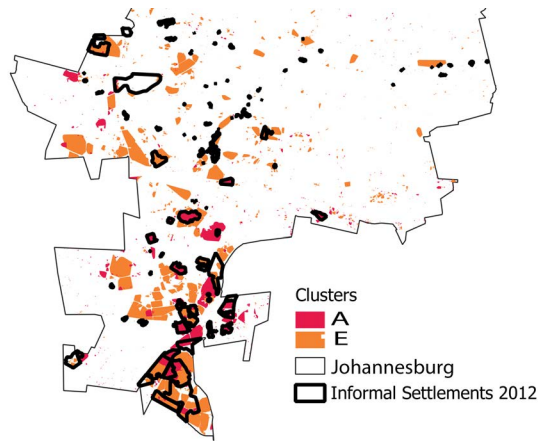 Clusters
A
E
Johannesburg
Informal Settlements 2012